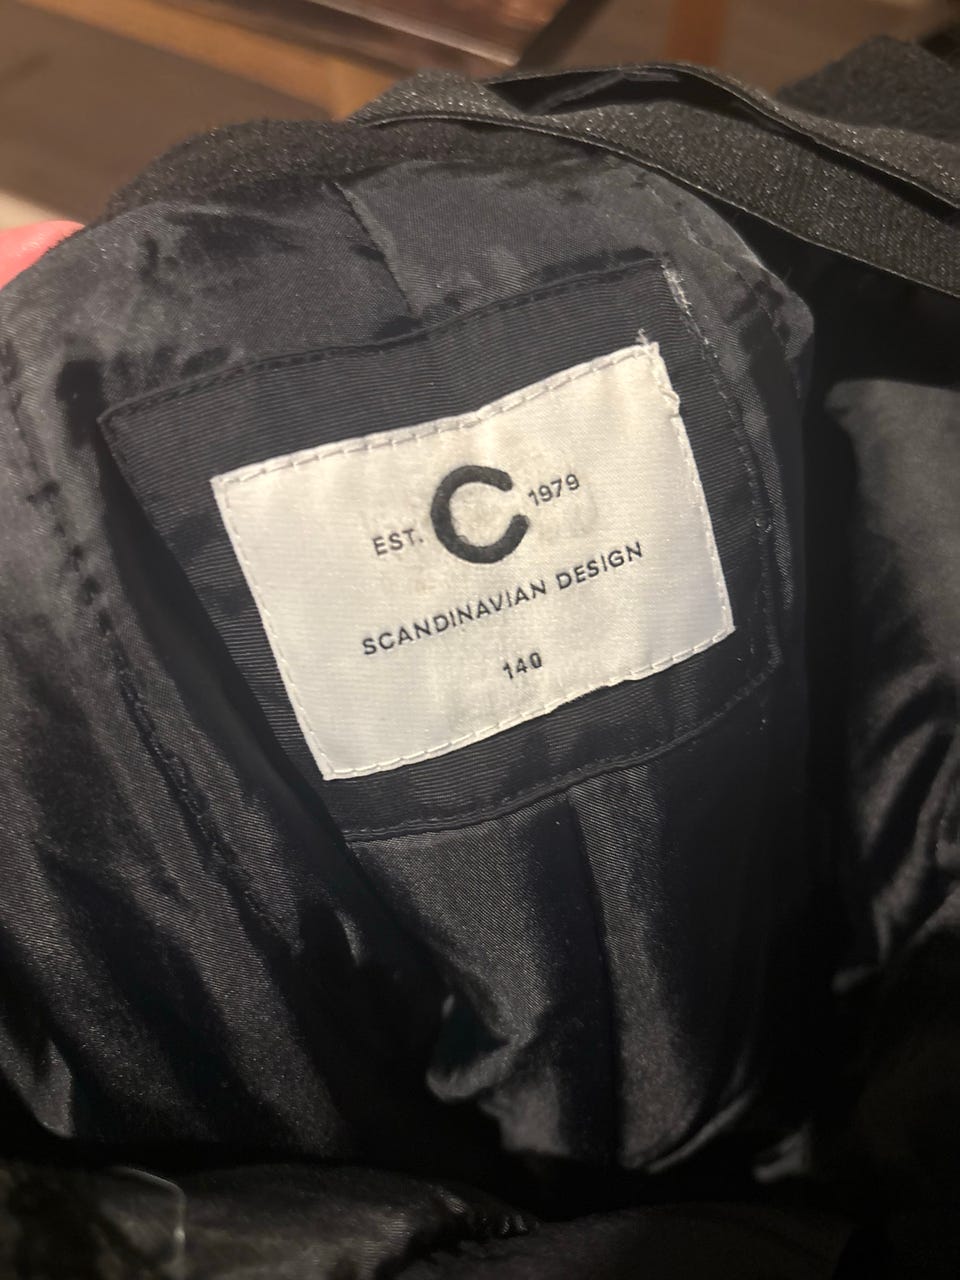 EST. C 1979
SCANDINAVIAN DESIGN
140